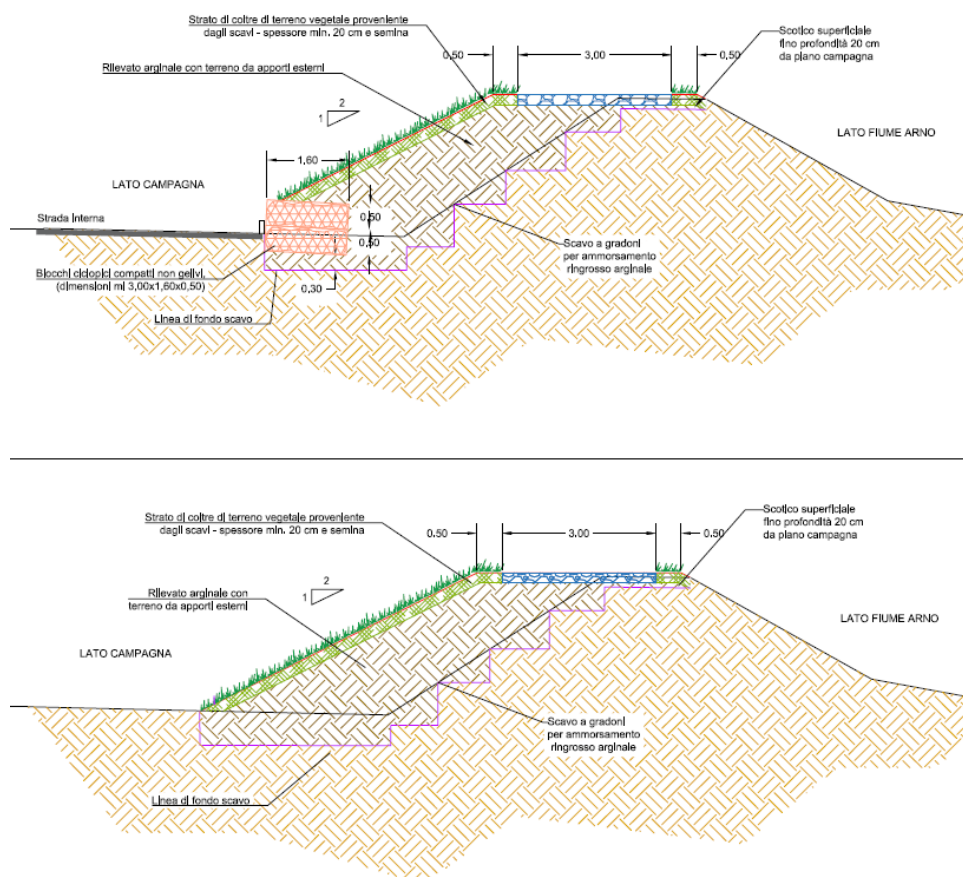 Strato di coltre di terreno vegetale proveniente
dagli scavi - spessore min. 20 cm e semina
Scotico superficiale
fino profondità 20 cm
da piano campagna
0,50
3,00
0,50
Rilevato arginale con terreno da apporti esterni
2
1
LATO FIUME ARNO
1,60
LATO CAMPAGNA
Strada interna
0,50
0,50
Scavo a gradoni
per ammorsamento
ringrosso arginale
Blocchi ciclopici compatti non gelivi,
(dimensioni ml 3,00x1,60x0,50)
0,30
Linea di fondo scavo
Strato di coltre di terreno vegetale proveniente
dagli scavi - spessore min. 20 cm e semina
Scotico superficiale
fino profondità 20 cm
da piano campagna
0,50
3,00
0,50
2
1
Rilevato arginale con
terreno da apporti esterni
LATO FIUME ARNO
LATO CAMPAGNA
Scavo a gradoni
per ammorsamento
ringrosso arginale
Linea di fondo scavo